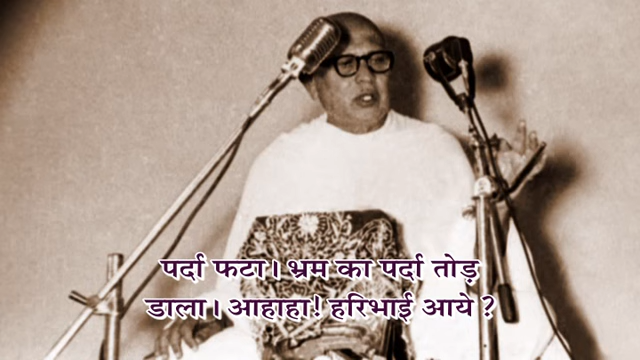 पर्दा फटा। भ्रम का पर्दा तोड़
डाला। आहाहा! हरिभाई आये ?